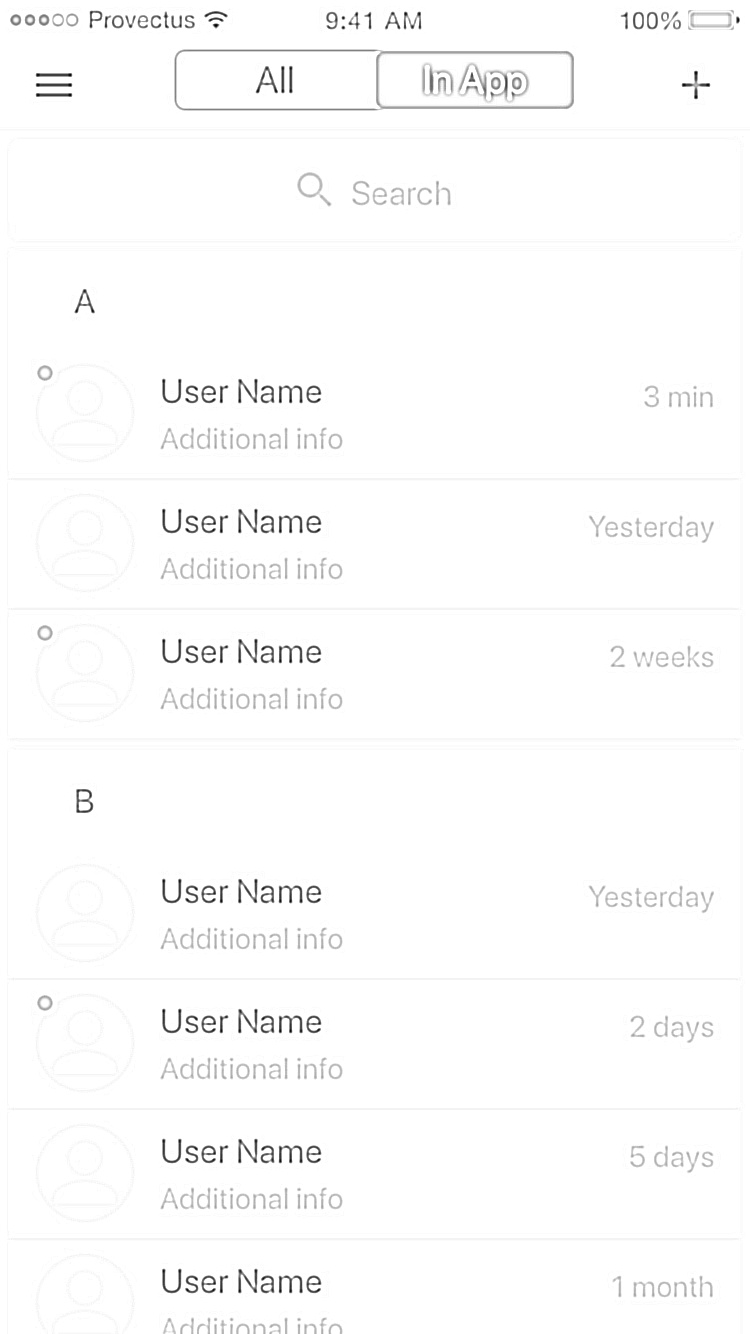 Provectus 9:41 AM 100%
All In App
Search
A
User Name 3 min
Additional info
User Name Yesterday
Additional info
User Name 2 weeks
Additional info
B
User Name Yesterday
Additional info
User Name 2 days
Additional info
User Name 5 days
Additional info
User Name 1 month
Additional info